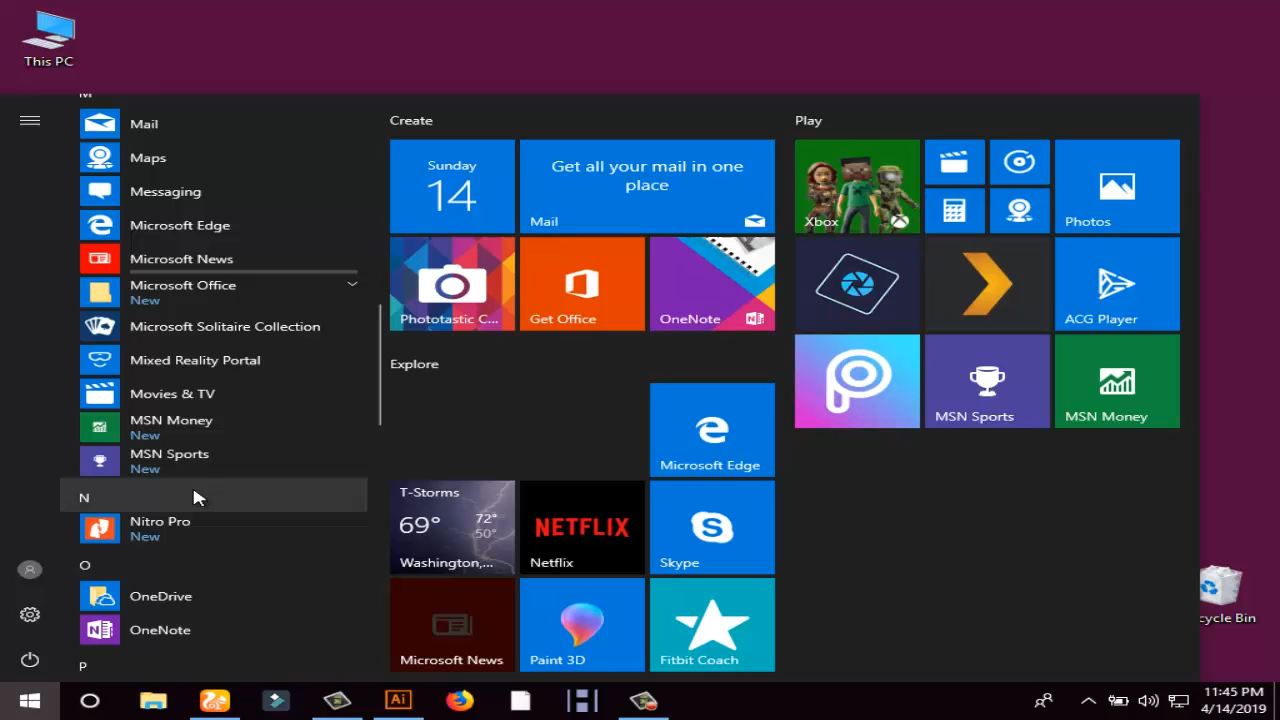 This PC
M
Mail
Maps
Messaging
Microsoft Edge
Microsoft News
Microsoft Office
New
Microsoft Solitaire Collection
Mixed Reality Portal
Movies & TV
MSN Money
New
MSN Sports
New
N
Nitro Pro
New
O
OneDrive
OneNote
P
Create
Sunday
14
Get all your mail in one
place
Mail
Phototastic C...
Get Office
OneNote
Explore
Microsoft Edge
T-Storms
69°
72°
50°
Washington,...
NETFLIX
Netflix
Skype
Microsoft News
Paint 3D
Fitbit Coach
Play
Xbox
Photos
ACG Player
MSN Sports
MSN Money
cycle Bin
Ai
11:45 PM
4/14/2019